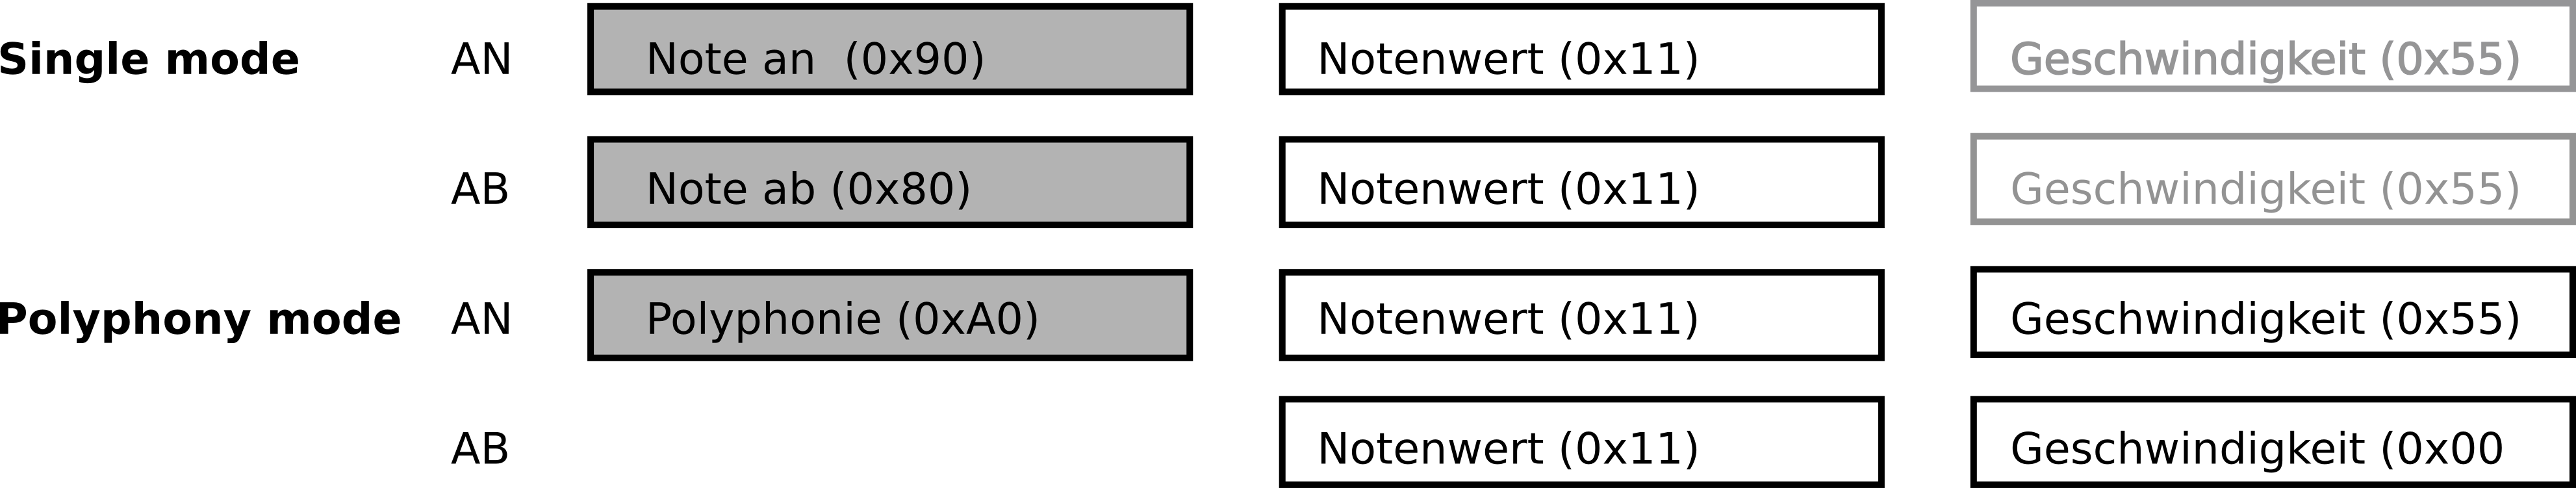 Single mode AN Note an (0x90) Notenwert (0x11) Geschwindigkeit (0x55)
AB Note ab (0x80) Notenwert (0x11) Geschwindigkeit (0x55)
Polyphony mode AN Polyphonie (0xA0) Notenwert (0x11) Geschwindigkeit (0x55)
AB Notenwert (0x11) Geschwindigkeit (0x00